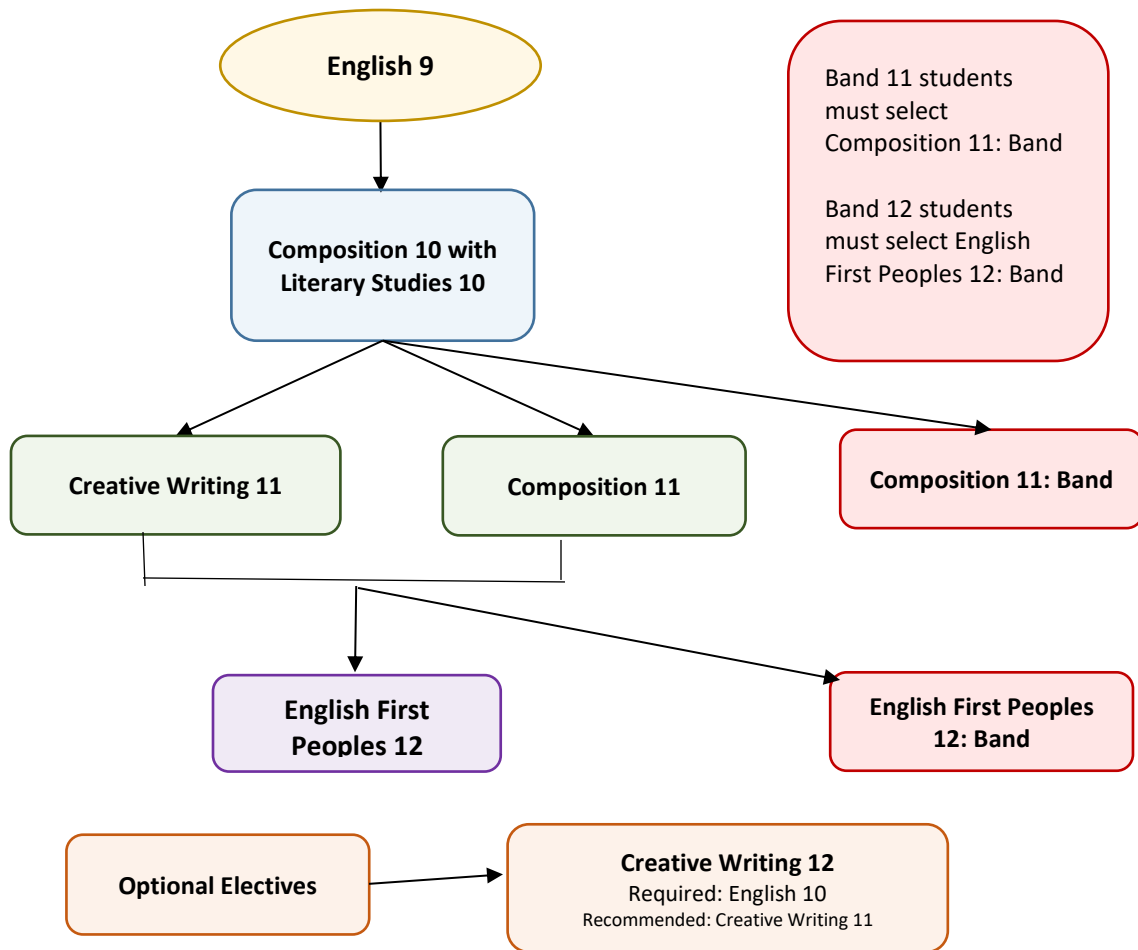 English 9
Band 11 students
must select
Composition 11: Band
Band 12 students
must select English
First Peoples 12: Band
Composition 10 with
Literary Studies 10
Creative Writing 11
Composition 11
Composition 11: Band
English First
Peoples 12
English First Peoples
12: Band
Optional Electives
Creative Writing 12
Required: English 10
Recommended: Creative Writing 11